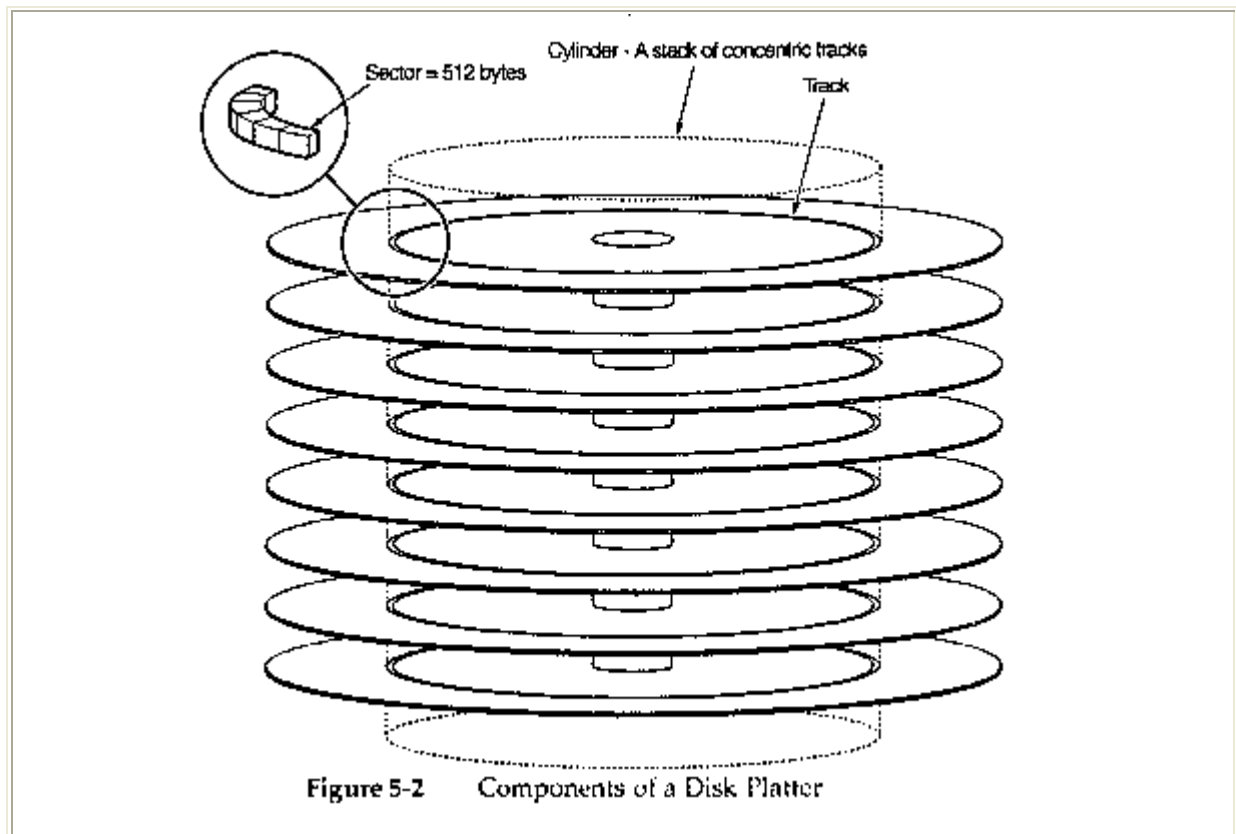 Cylinder - A stack of concentric tracks
Sector = 512 bytes
Track
Figure 5-2 Components of a Disk Platter